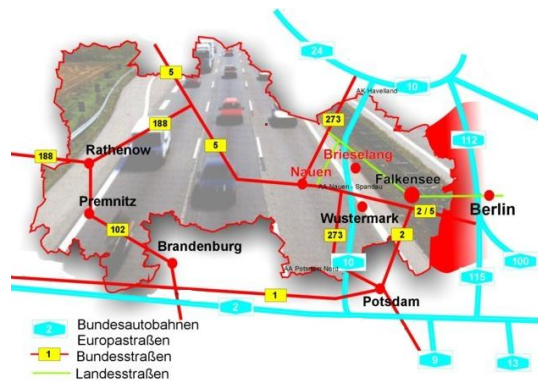 24
10
AK Havelland
5
188
273
112
188
5
Rathenow
Brieselang
Nauen
Falkensee
AA Nauen - Spandau
Premnitz
Berlin
Wustermark
2 / 5
102
273
2
Brandenburg
10
100
AA Potsdam Nord
115
1
Potsdam
2
2
Bundesautobahnen
Europastraßen
9
13
1
Bundesstraßen
Landesstraßen